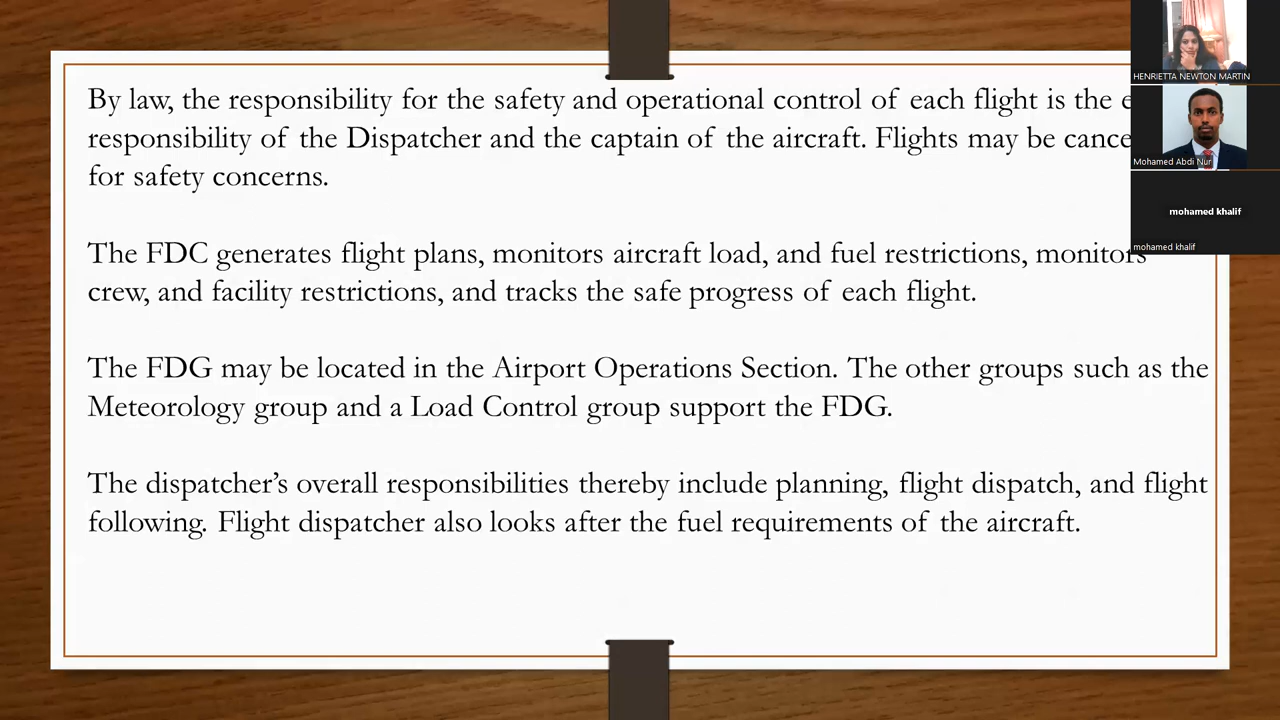 By law, the responsibility for the safety and operational control of each flight is the
responsibility of the Dispatcher and the captain of the aircraft. Flights may be
for safety concerns.
The FDC generates flight plans, monitors aircraft load, and fuel restrictions, monitors
crew, and facility restrictions, and tracks the safe progress of each flight.
The FDG may be located in the Airport Operations Section. The other groups such as the
Meteorology group and a Load Control group support the FDG.
The dispatcher’s overall responsibilities thereby include planning, flight dispatch, and flight
following. Flight dispatcher also looks after the fuel requirements of the aircraft.
HENRIETTA NEWTON MARTIN
Mohamed Abdi Nur
mohamed khalif
mohamed khalif